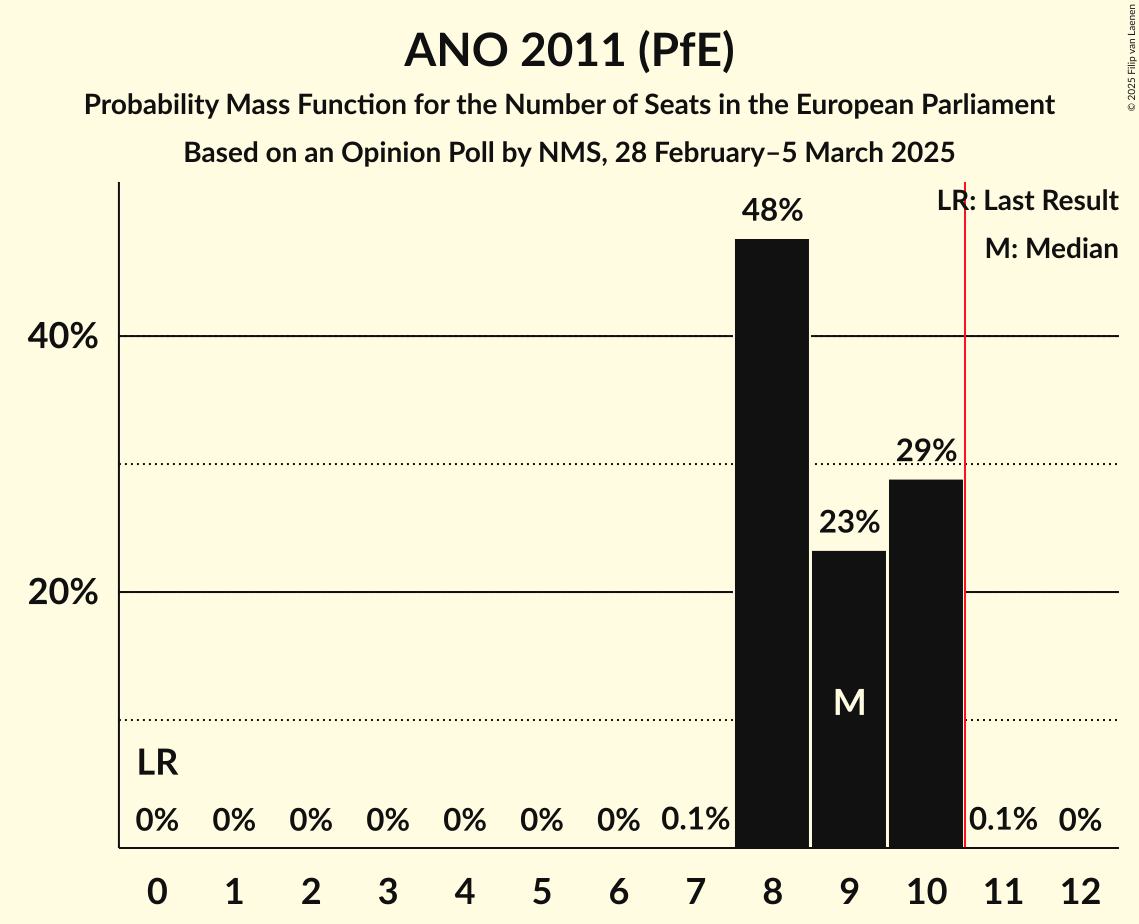 ANO 2011 (PfE)
Probability Mass Function for the Number of Seats in the European Parliament
Based on an Opinion Poll by NMS, 28 February–5 March 2025
© 2025 Filip van Laenen
LR: Last Result
M: Median
48%
40%
29%
23%
20%
M
LR
0% 0% 0% 0% 0% 0% 0% 0.1% 0.1% 0%
0 1 2 3 4 5 6 7 8 9 10 11 12